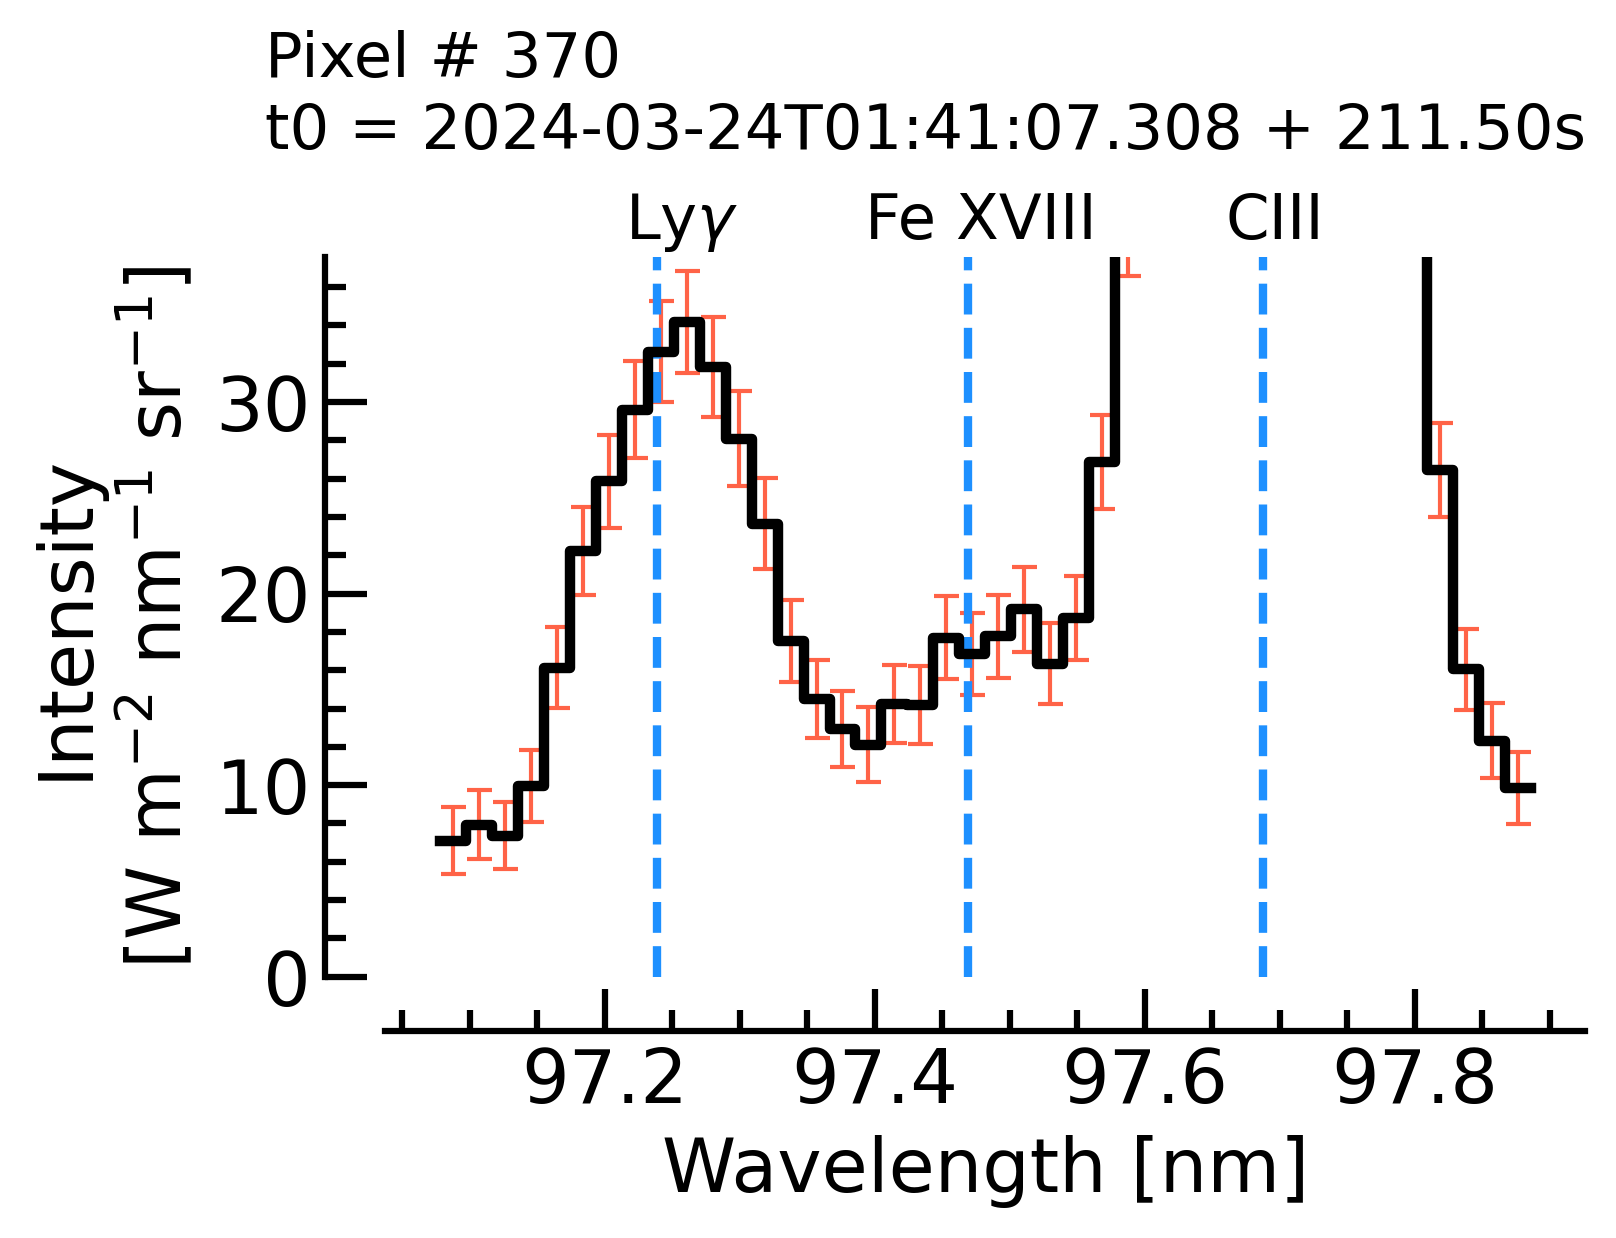 Pixel # 370
t0 = 2024-03-24T01:41:07.308 + 211.50s
Lyγ Fe XVIII CIII
Intensity
[W m⁻² nm⁻¹ sr⁻¹]
30
20
10
0
97.2 97.4 97.6 97.8
Wavelength [nm]